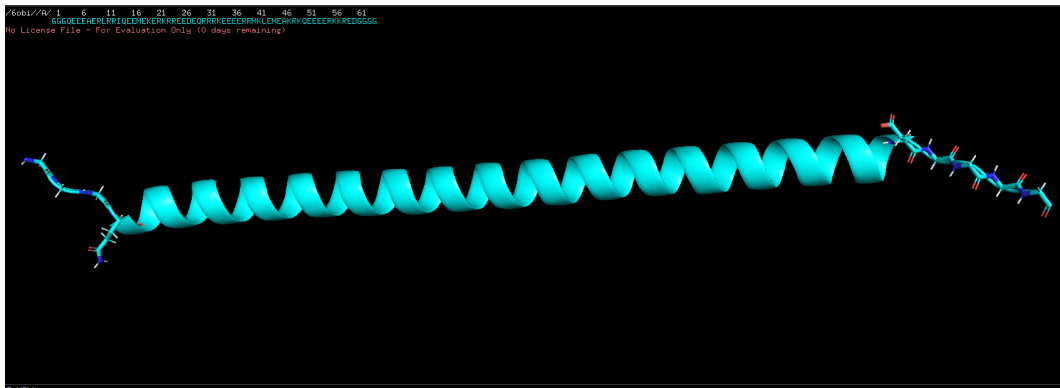 /6obi//A/ 1 6 11 16 21 26 31 36 41 46 51 56 61
GGGQEEEAERLRRIQEEMEKERKRREEDEQRRRKEEEERRMKLEMEAKRKQEEEERKKREDGGGG
No License File - For Evaluation Only (0 days remaining)